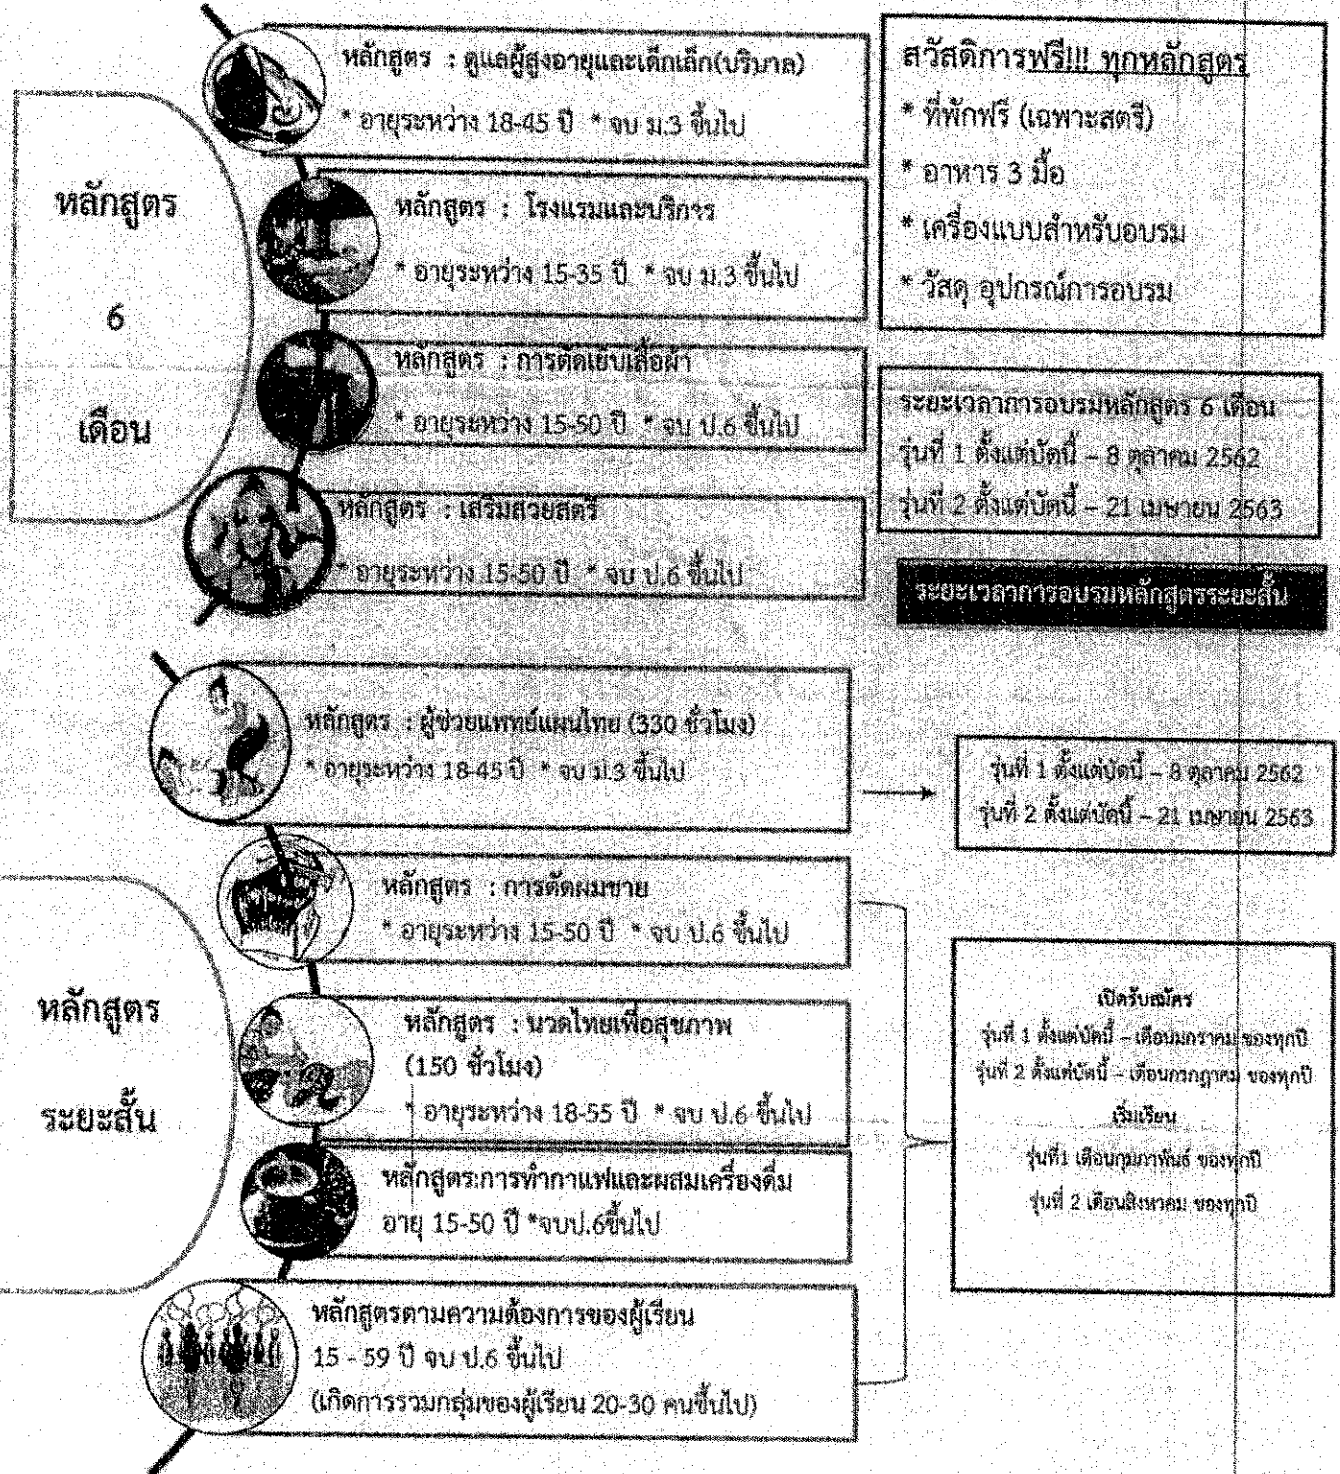 หลักสูตร
6
เดือน
หลักสูตร : ดูแลผู้สูงอายุและเด็กเล็ก(บริบาล)
* อายุระหว่าง 18-45 ปี * จบ ม.3 ขึ้นไป
หลักสูตร : โรงแรมและบริการ
* อายุระหว่าง 15-35 ปี * จบ ม.3 ขึ้นไป
หลักสูตร : การตัดเย็บเสื้อผ้า
* อายุระหว่าง 15-50 ปี * จบ ป.6 ขึ้นไป
หลักสูตร : เสริมสวยสตรี
* อายุระหว่าง 15-50 ปี * จบ ป.6 ขึ้นไป
สวัสดิการฟรี!!! ทุกหลักสูตร
* ที่พักฟรี (เฉพาะสตรี)
* อาหาร 3 มื้อ
* เครื่องแบบสำหรับอบรม
* วัสดุ อุปกรณ์การอบรม
ระยะเวลาการอบรมหลักสูตร 6 เดือน
รุ่นที่ 1 ตั้งแต่บัดนี้ – 8 ตุลาคม 2562
รุ่นที่ 2 ตั้งแต่บัดนี้ – 21 เมษายน 2563
ระยะเวลาการอบรมหลักสูตรระยะสั้น
หลักสูตร
ระยะสั้น
หลักสูตร : ผู้ช่วยแพทย์แผนไทย (330 ชั่วโมง)
* อายุระหว่าง 18-45 ปี * จบ ม.3 ขึ้นไป
รุ่นที่ 1 ตั้งแต่บัดนี้ – 8 ตุลาคม 2562
รุ่นที่ 2 ตั้งแต่บัดนี้ – 21 เมษายน 2563
หลักสูตร : การตัดผมชาย
* อายุระหว่าง 15-50 ปี * จบ ป.6 ขึ้นไป
หลักสูตร : นวดไทยเพื่อสุขภาพ
(150 ชั่วโมง)
* อายุระหว่าง 18-55 ปี * จบ ป.6 ขึ้นไป
หลักสูตร:การทำกาแฟและผสมเครื่องดื่ม
อายุ 15-50 ปี *จบป.6ขึ้นไป
หลักสูตรตามความต้องการของผู้เรียน
15 - 59 ปี จบ ป.6 ขึ้นไป
(เกิดการรวมกลุ่มของผู้เรียน 20-30 คนขึ้นไป)
เปิดรับสมัคร
รุ่นที่ 1 ตั้งแต่บัดนี้ – เดือนมกราคม ของทุกปี
รุ่นที่ 2 ตั้งแต่บัดนี้ – เดือนกรกฎาคม ของทุกปี
เริ่มเรียน
รุ่นที่1 เดือนกุมภาพันธ์ ของทุกปี
รุ่นที่ 2 เดือนสิงหาคม ของทุกปี